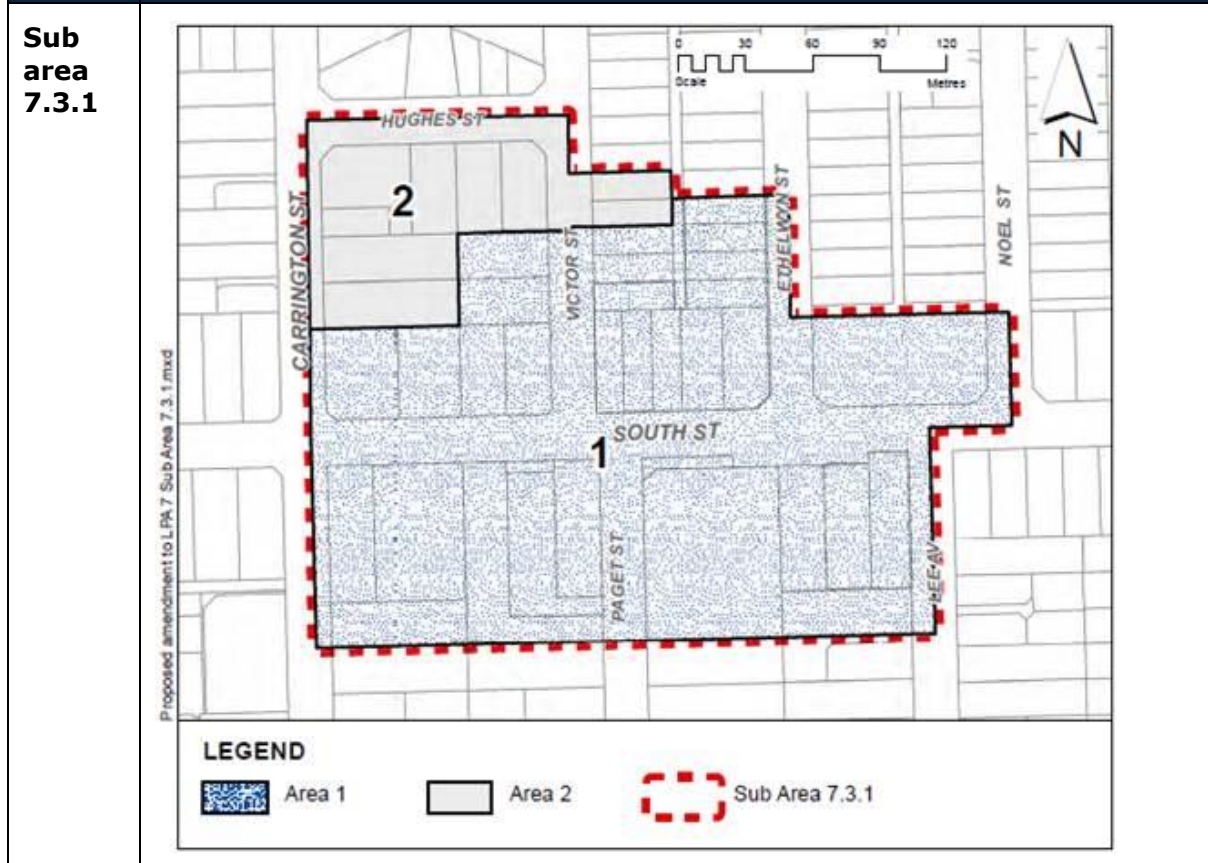 Sub
area
7.3.1
0 30 60 90 120
Scale
Metres
N
HUGHES ST
2
CARRINGTON ST
VICTOR ST
ETHELWYN ST
NOEL ST
SOUTH ST
1
PAGET ST
LEE AV
Proposed amendment to LPA 7 Sub Area 7.3.1.mxd
LEGEND
Area 1
Area 2
Sub Area 7.3.1